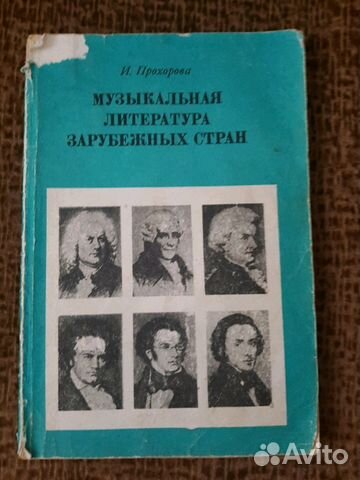 И. Прохорова
МУЗЫКАЛЬНАЯ
ЛИТЕРАТУРА
ЗАРУБЕЖНЫХ СТРАН
Avito